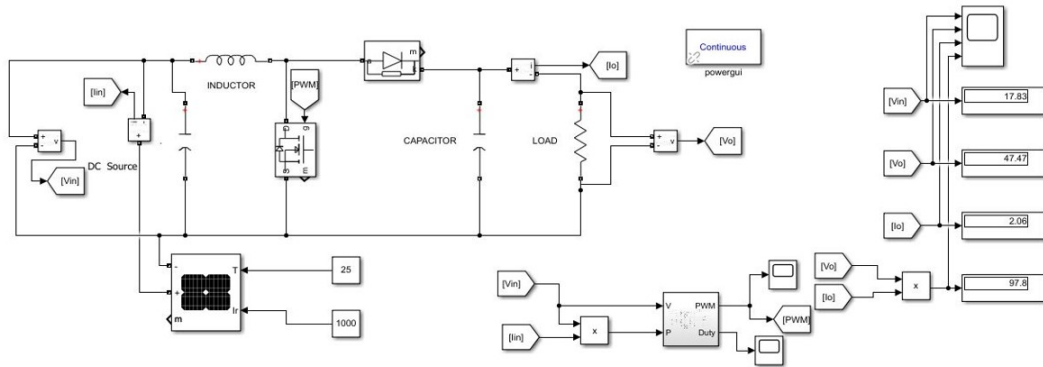 m
Continuous
powergui
i
[Io]
INDUCTOR
[PWM]
[Iin]
i
[Vin]
17.83
g
CAPACITOR
LOAD
v
[Vo]
v
DC Source
[Vin]
m
[Vo]
47.47
[Io]
2.06
T
25
Ir
1000
m
[Vin]
[Iin]
x
V
P
PWM
Duty
[PWM]
[Vo]
[Io]
x
97.8